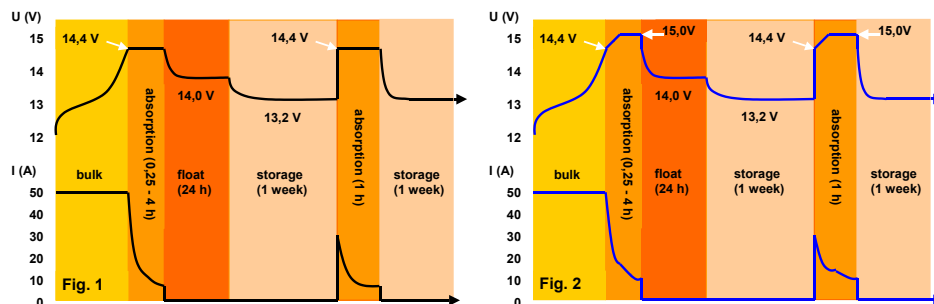 U (V)
15
14
13
12
I (A)
50
40
30
20
10
0
14,4 V
14,0 V
13,2 V
14,4 V
bulk
absorption (0,25 - 4 h)
float
(24 h)
storage
(1 week)
absorption (1 h)
storage
(1 week)
Fig. 1
U (V)
15
14
13
12
I (A)
50
40
30
20
10
0
14,4 V
15,0V
14,0 V
13,2 V
14,4 V
15,0V
bulk
absorption (0,25 - 4 h)
float
(24 h)
storage
(1 week)
absorption (1 h)
storage
(1 week)
Fig. 2